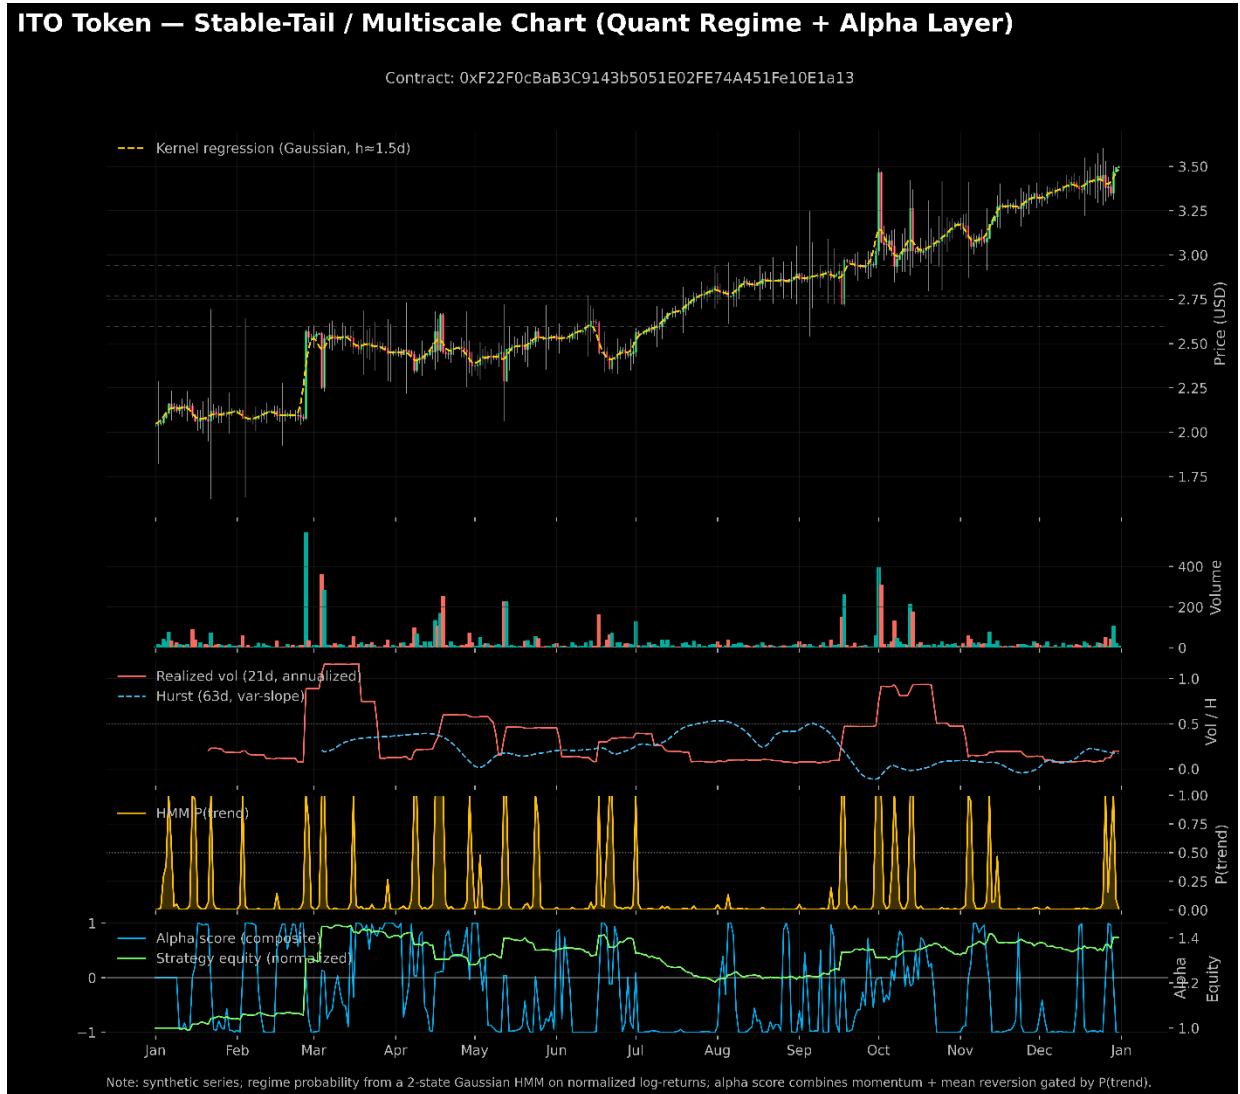 ITO Token — Stable-Tail / Multiscale Chart (Quant Regime + Alpha Layer)
Contract: 0xF22F0cBaB3C9143b5051E02FE74A451Fe10E1a13
Kernel regression (Gaussian, h≈1.5d)
3.50
3.25
3.00
2.75
2.50
2.25
2.00
1.75
Price (USD)
400
200
0
Volume
Realized vol (21d, annualized)
Hurst (63d, var-slope)
1.0
0.5
0.0
Vol / H
HMM P(trend)
1.00
0.75
0.50
0.25
0.00
P(trend)
Alpha score (composite)
Strategy equity (normalized)
1
0
−1
1.4
1.2
1.0
Alpha
Equity
Jan Feb Mar Apr May Jun Jul Aug Sep Oct Nov Dec Jan
Note: synthetic series; regime probability from a 2-state Gaussian HMM on normalized log-returns; alpha score combines momentum + mean reversion gated by P(trend).